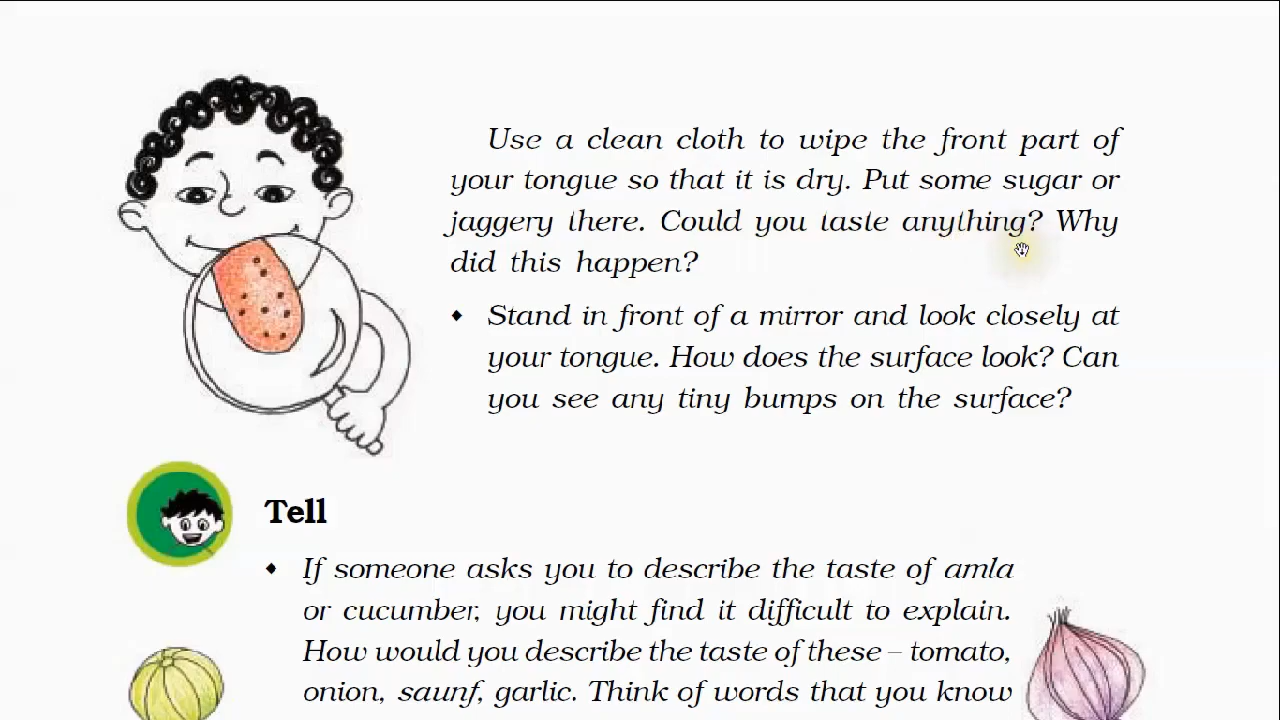 Use a clean cloth to wipe the front part of
your tongue so that it is dry. Put some sugar or
jaggery there. Could you taste anything? Why
did this happen?
♦ Stand in front of a mirror and look closely at
your tongue. How does the surface look? Can
you see any tiny bumps on the surface?
Tell
♦ If someone asks you to describe the taste of amla
or cucumber, you might find it difficult to explain.
How would you describe the taste of these – tomato,
onion, saunf, garlic. Think of words that you know